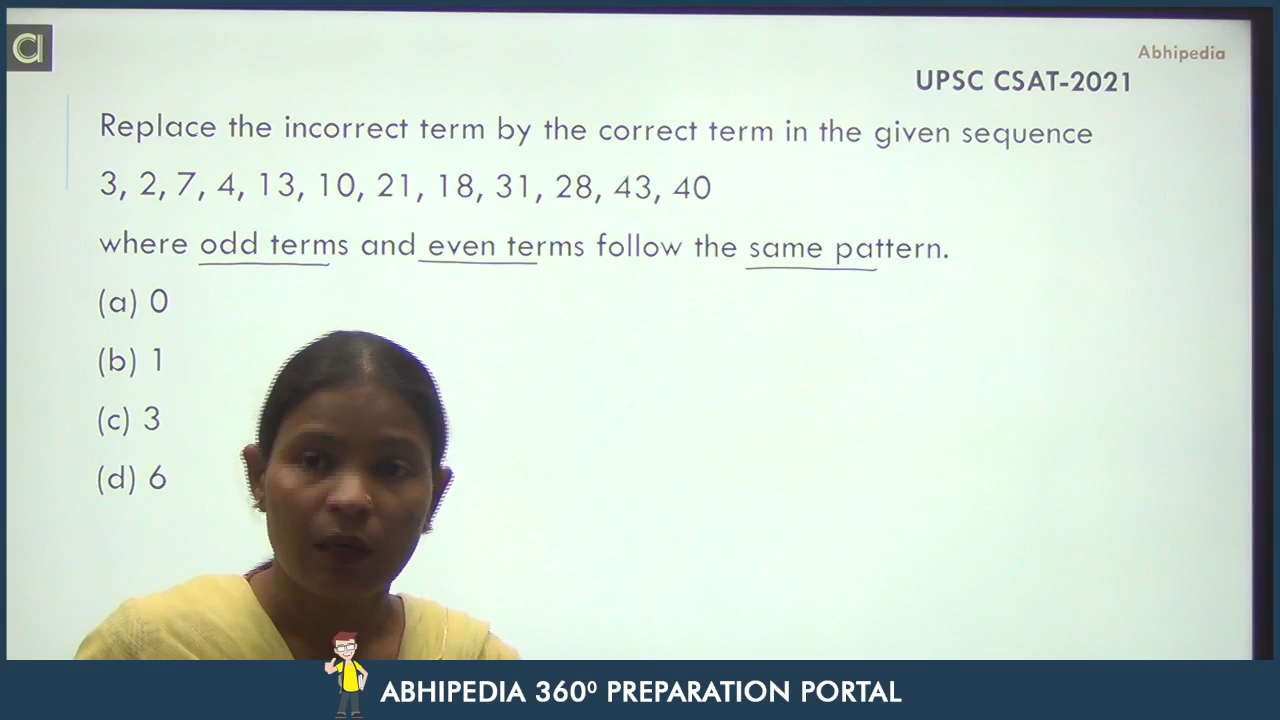 Abhipedia
UPSC CSAT-2021
Replace the incorrect term by the correct term in the given sequence
3, 2, 7, 4, 13, 10, 21, 18, 31, 28, 43, 40
where odd terms and even terms follow the same pattern.
(a) 0
(b) 1
(c) 3
(d) 6
ABHIPEDIA 360⁰ PREPARATION PORTAL